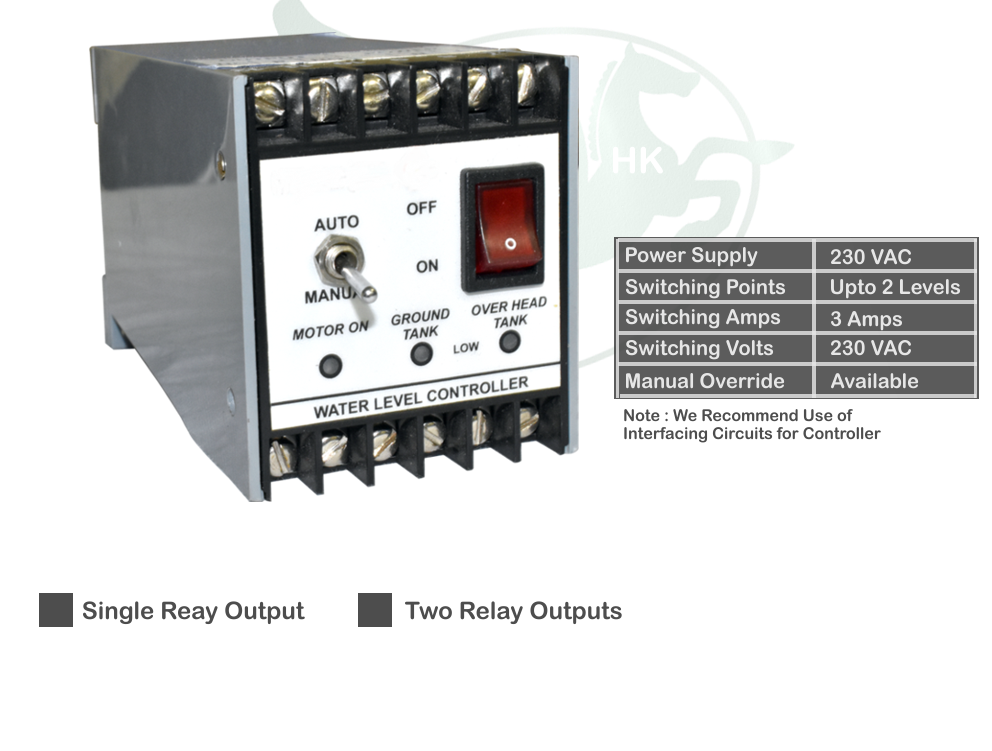 HK
AUTO
OFF
ON
MANUA
MOTOR ON
GROUND
TANK
OVER HEAD
TANK
LOW
WATER LEVEL CONTROLLER
Power Supply 230 VAC
Switching Points Upto 2 Levels
Switching Amps 3 Amps
Switching Volts 230 VAC
Manual Override Available
Note : We Recommend Use of
Interfacing Circuits for Controller
Single Reay Output
Two Relay Outputs